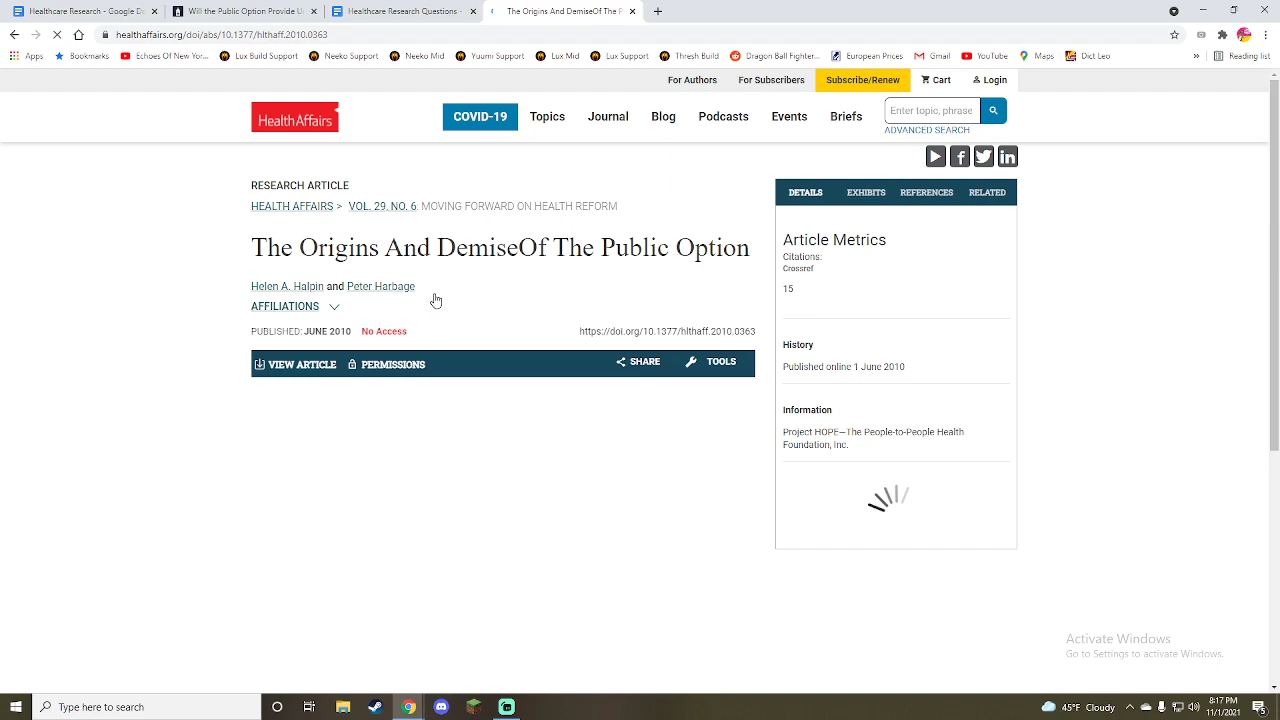 Healthcare Research - Google Do
Will the Public Option
Healthcare Research Questions -
The Origins And DemiseOf The P
healthaffairs.org/doi/abs/10.1377/hlthaff.2010.0363
Apps
Bookmarks
Echoes Of New Yor...
Lux Build Support
Neeko Support
Neeko Mid
Yuumi Support
Lux Mid
Lux Support
Thresh Build
Dragon Ball Fighter...
European Prices
Gmail
YouTube
Maps
Dict Leo
»
Reading list
For Authors
For Subscribers
Subscribe/Renew
Cart
Login
HealthAffairs
COVID-19
Topics
Journal
Blog
Podcasts
Events
Briefs
Enter topic, phrase
ADVANCED SEARCH
RESEARCH ARTICLE
HEALTH AFFAIRS > VOL. 29, NO. 6: MOVING FORWARD ON HEALTH REFORM
The Origins And DemiseOf The Public Option
Helen A. Halpin and Peter Harbage
AFFILIATIONS
PUBLISHED: JUNE 2010 No Access
https://doi.org/10.1377/hlthaff.2010.0363
VIEW ARTICLE
PERMISSIONS
SHARE
TOOLS
DETAILS
EXHIBITS
REFERENCES
RELATED
Article Metrics
Citations:
Crossref
15
History
Published online 1 June 2010
Information
Project HOPE—The People-to-People Health
Foundation, Inc.
Activate Windows
Go to Settings to activate Windows.
Type here to search
45°F Cloudy
8:17 PM
11/1/2021